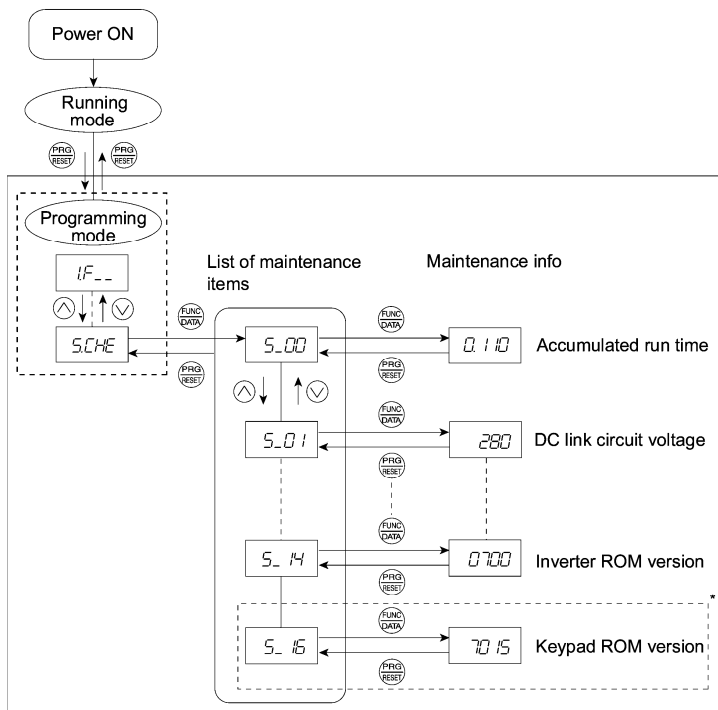 Power ON
Running
mode
PRG
RESET
PRG
RESET
Programming
mode
1.F__
5.CHE
FUNC
DATA
PRG
RESET
List of maintenance
items
Maintenance info
5_00
FUNC
DATA
PRG
RESET
0.110
Accumulated run time
5_01
FUNC
DATA
PRG
RESET
280
DC link circuit voltage
5_14
FUNC
DATA
PRG
RESET
0700
Inverter ROM version
*
5_16
FUNC
DATA
PRG
RESET
7015
Keypad ROM version